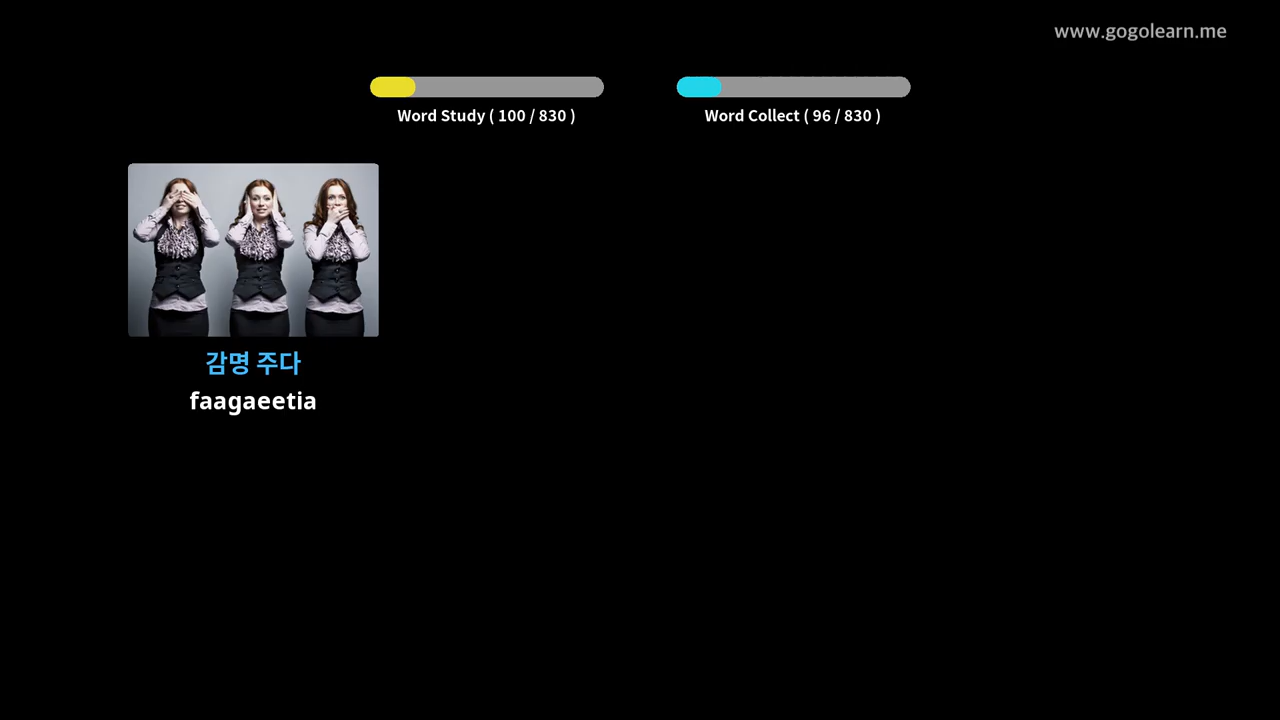 www.gogolearn.me
Word Study ( 100 / 830 )
Word Collect ( 96 / 830 )
감명 주다
faagaeetia